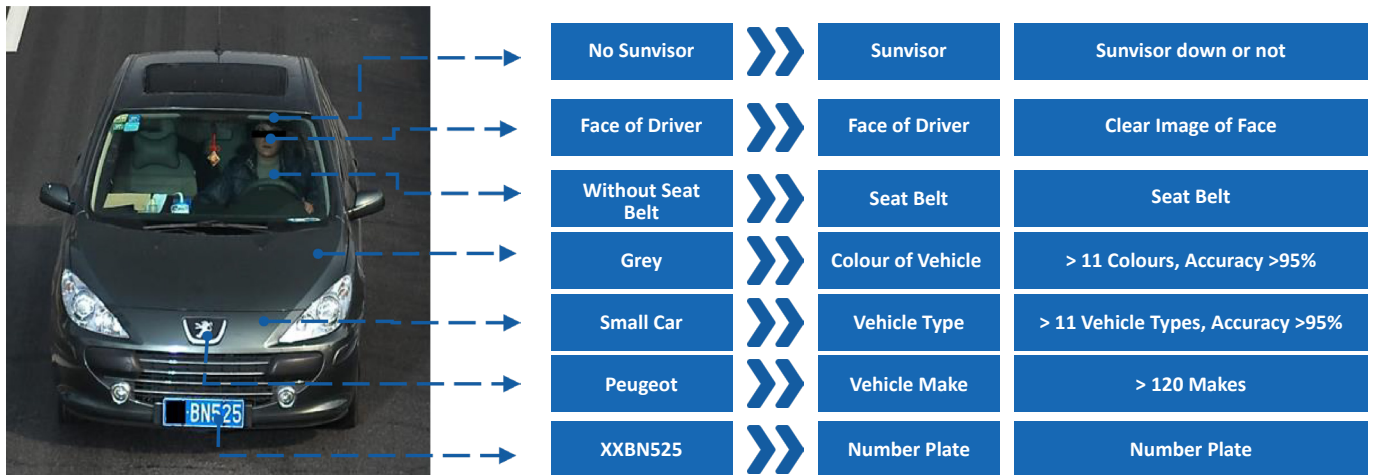 No Sunvisor
Sunvisor
Sunvisor down or not
Face of Driver
Face of Driver
Clear Image of Face
Without Seat
Belt
Seat Belt
Seat Belt
Grey
Colour of Vehicle
> 11 Colours, Accuracy >95%
Small Car
Vehicle Type
> 11 Vehicle Types, Accuracy >95%
Peugeot
Vehicle Make
> 120 Makes
BN525
XXBN525
Number Plate
Number Plate